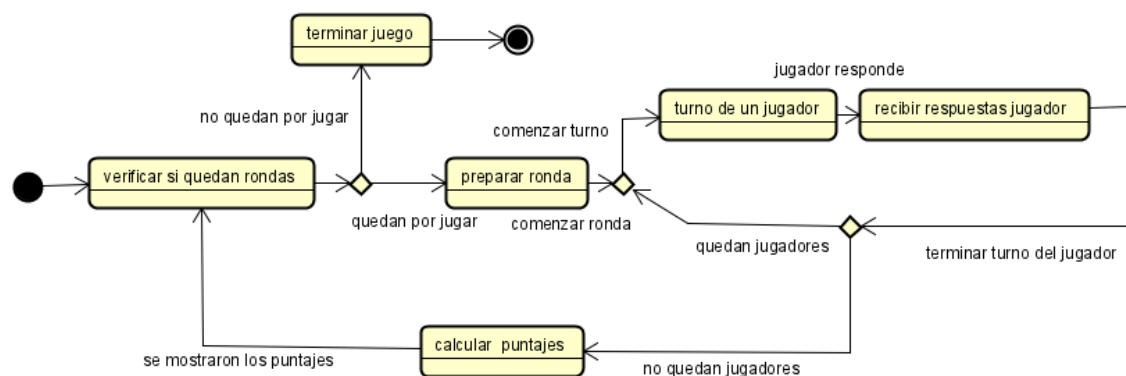 terminar juego
jugador responde
turno de un jugador
recibir respuestas jugador
no quedan por jugar
comenzar turno
verificar si quedan rondas
preparar ronda
quedan por jugar
comenzar ronda
quedan jugadores
terminar turno del jugador
calcular puntajes
se mostraron los puntajes
no quedan jugadores